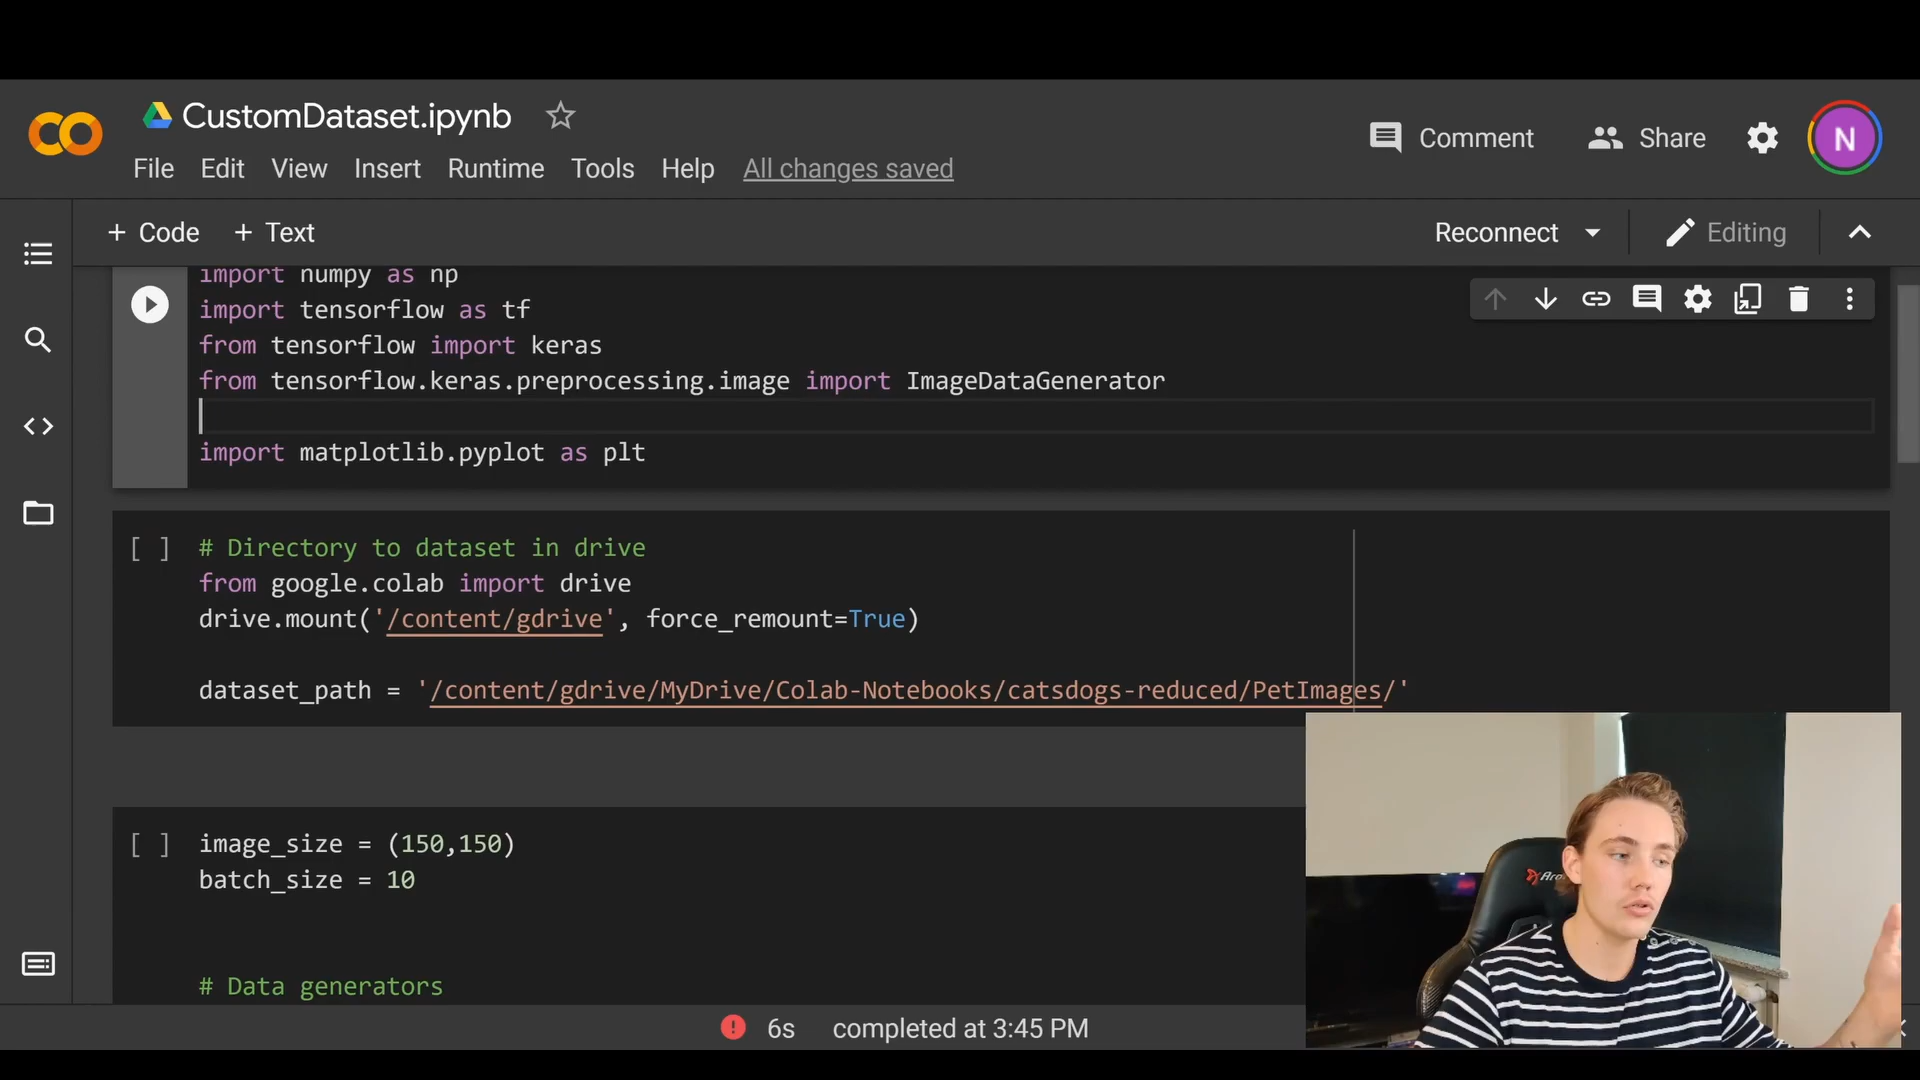 CustomDataset.ipynb
File Edit View Insert Runtime Tools Help All changes saved
Comment Share N
+ Code + Text
Reconnect Editing
import numpy as np
import tensorflow as tf
from tensorflow import keras
from tensorflow.keras.preprocessing.image import ImageDataGenerator
import matplotlib.pyplot as plt
[ ] # Directory to dataset in drive
from google.colab import drive
drive.mount('/content/gdrive', force_remount=True)
dataset_path = '/content/gdrive/MyDrive/Colab-Notebooks/catsdogs-reduced/PetImages/'
[ ] image_size = (150,150)
batch_size = 10
# Data generators
6s completed at 3:45 PM